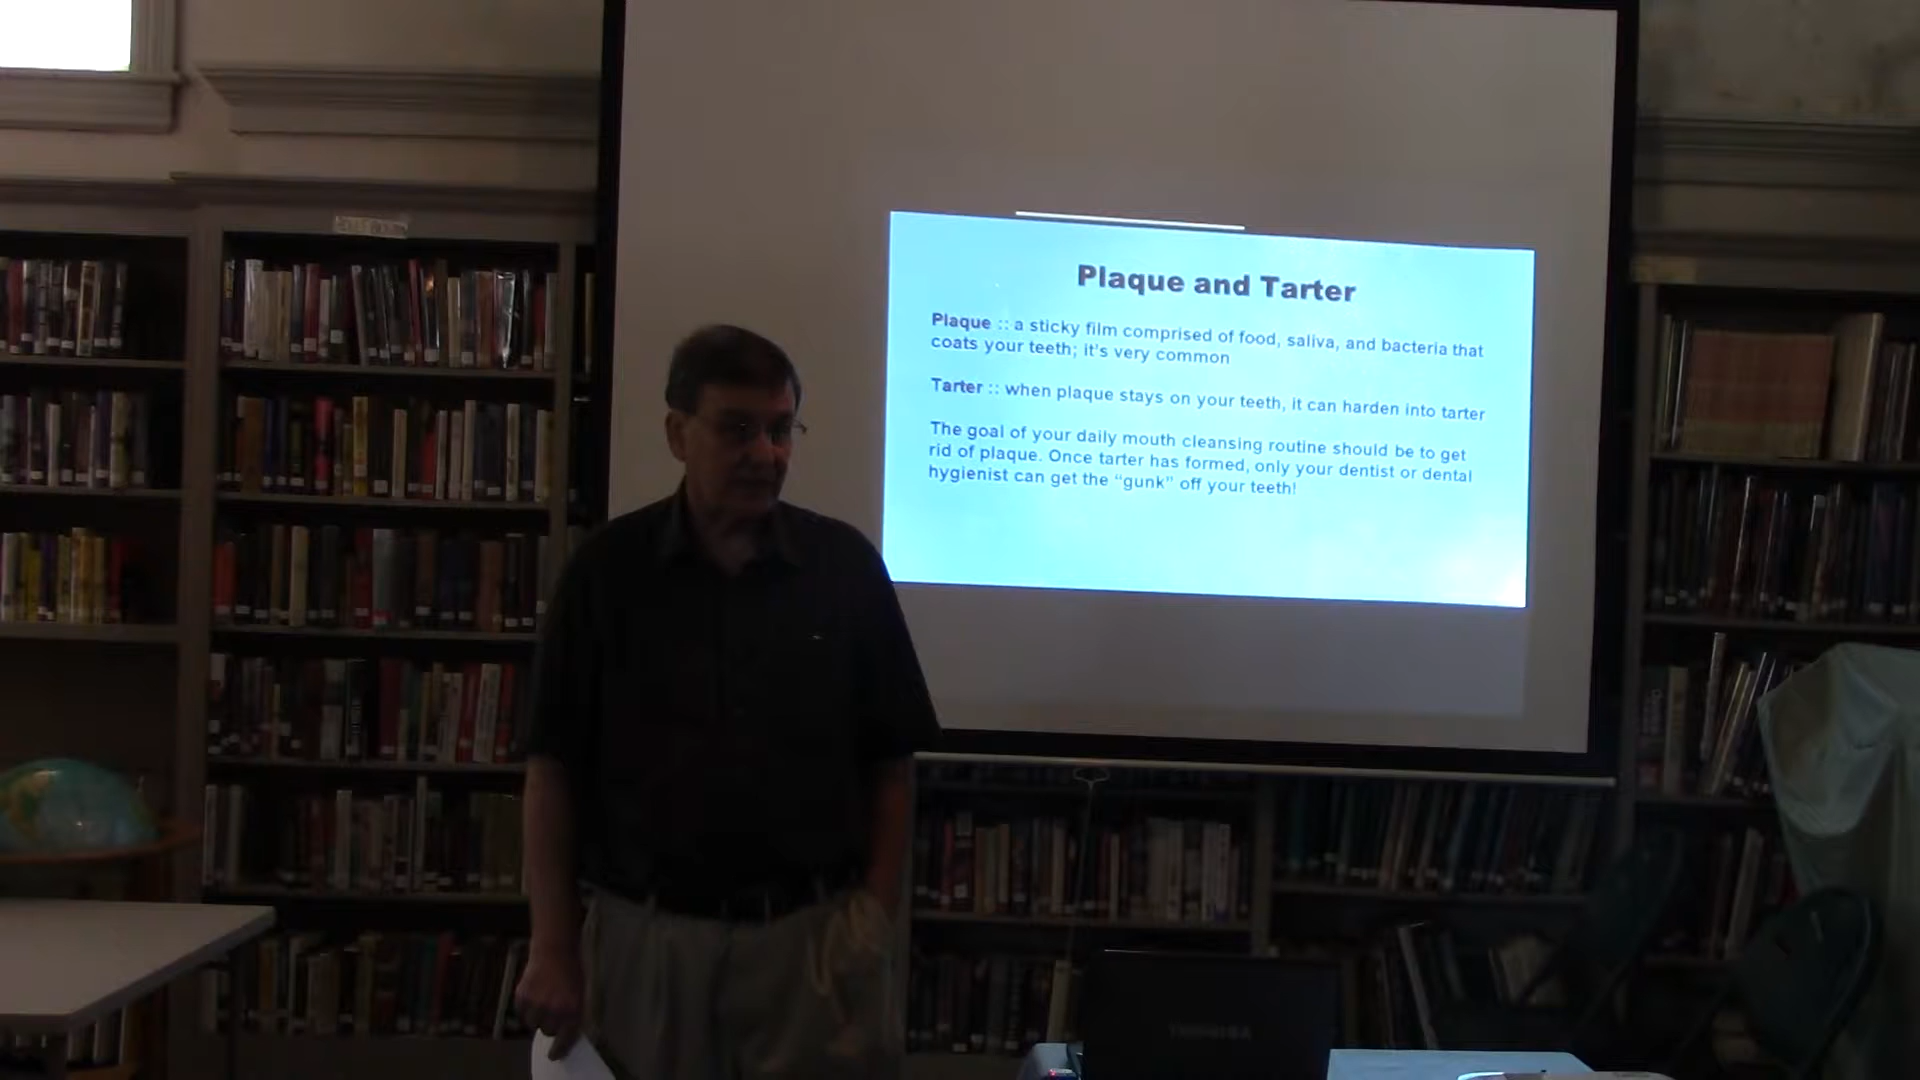 Plaque and Tarter
Plaque :: a sticky film comprised of food, saliva, and bacteria that
coats your teeth; it's very common
Tarter :: when plaque stays on your teeth, it can harden into tarter
The goal of your daily mouth cleansing routine should be to get
rid of plaque. Once tarter has formed, only your dentist or dental
hygienist can get the “gunk” off your teeth!
TOSHIBA